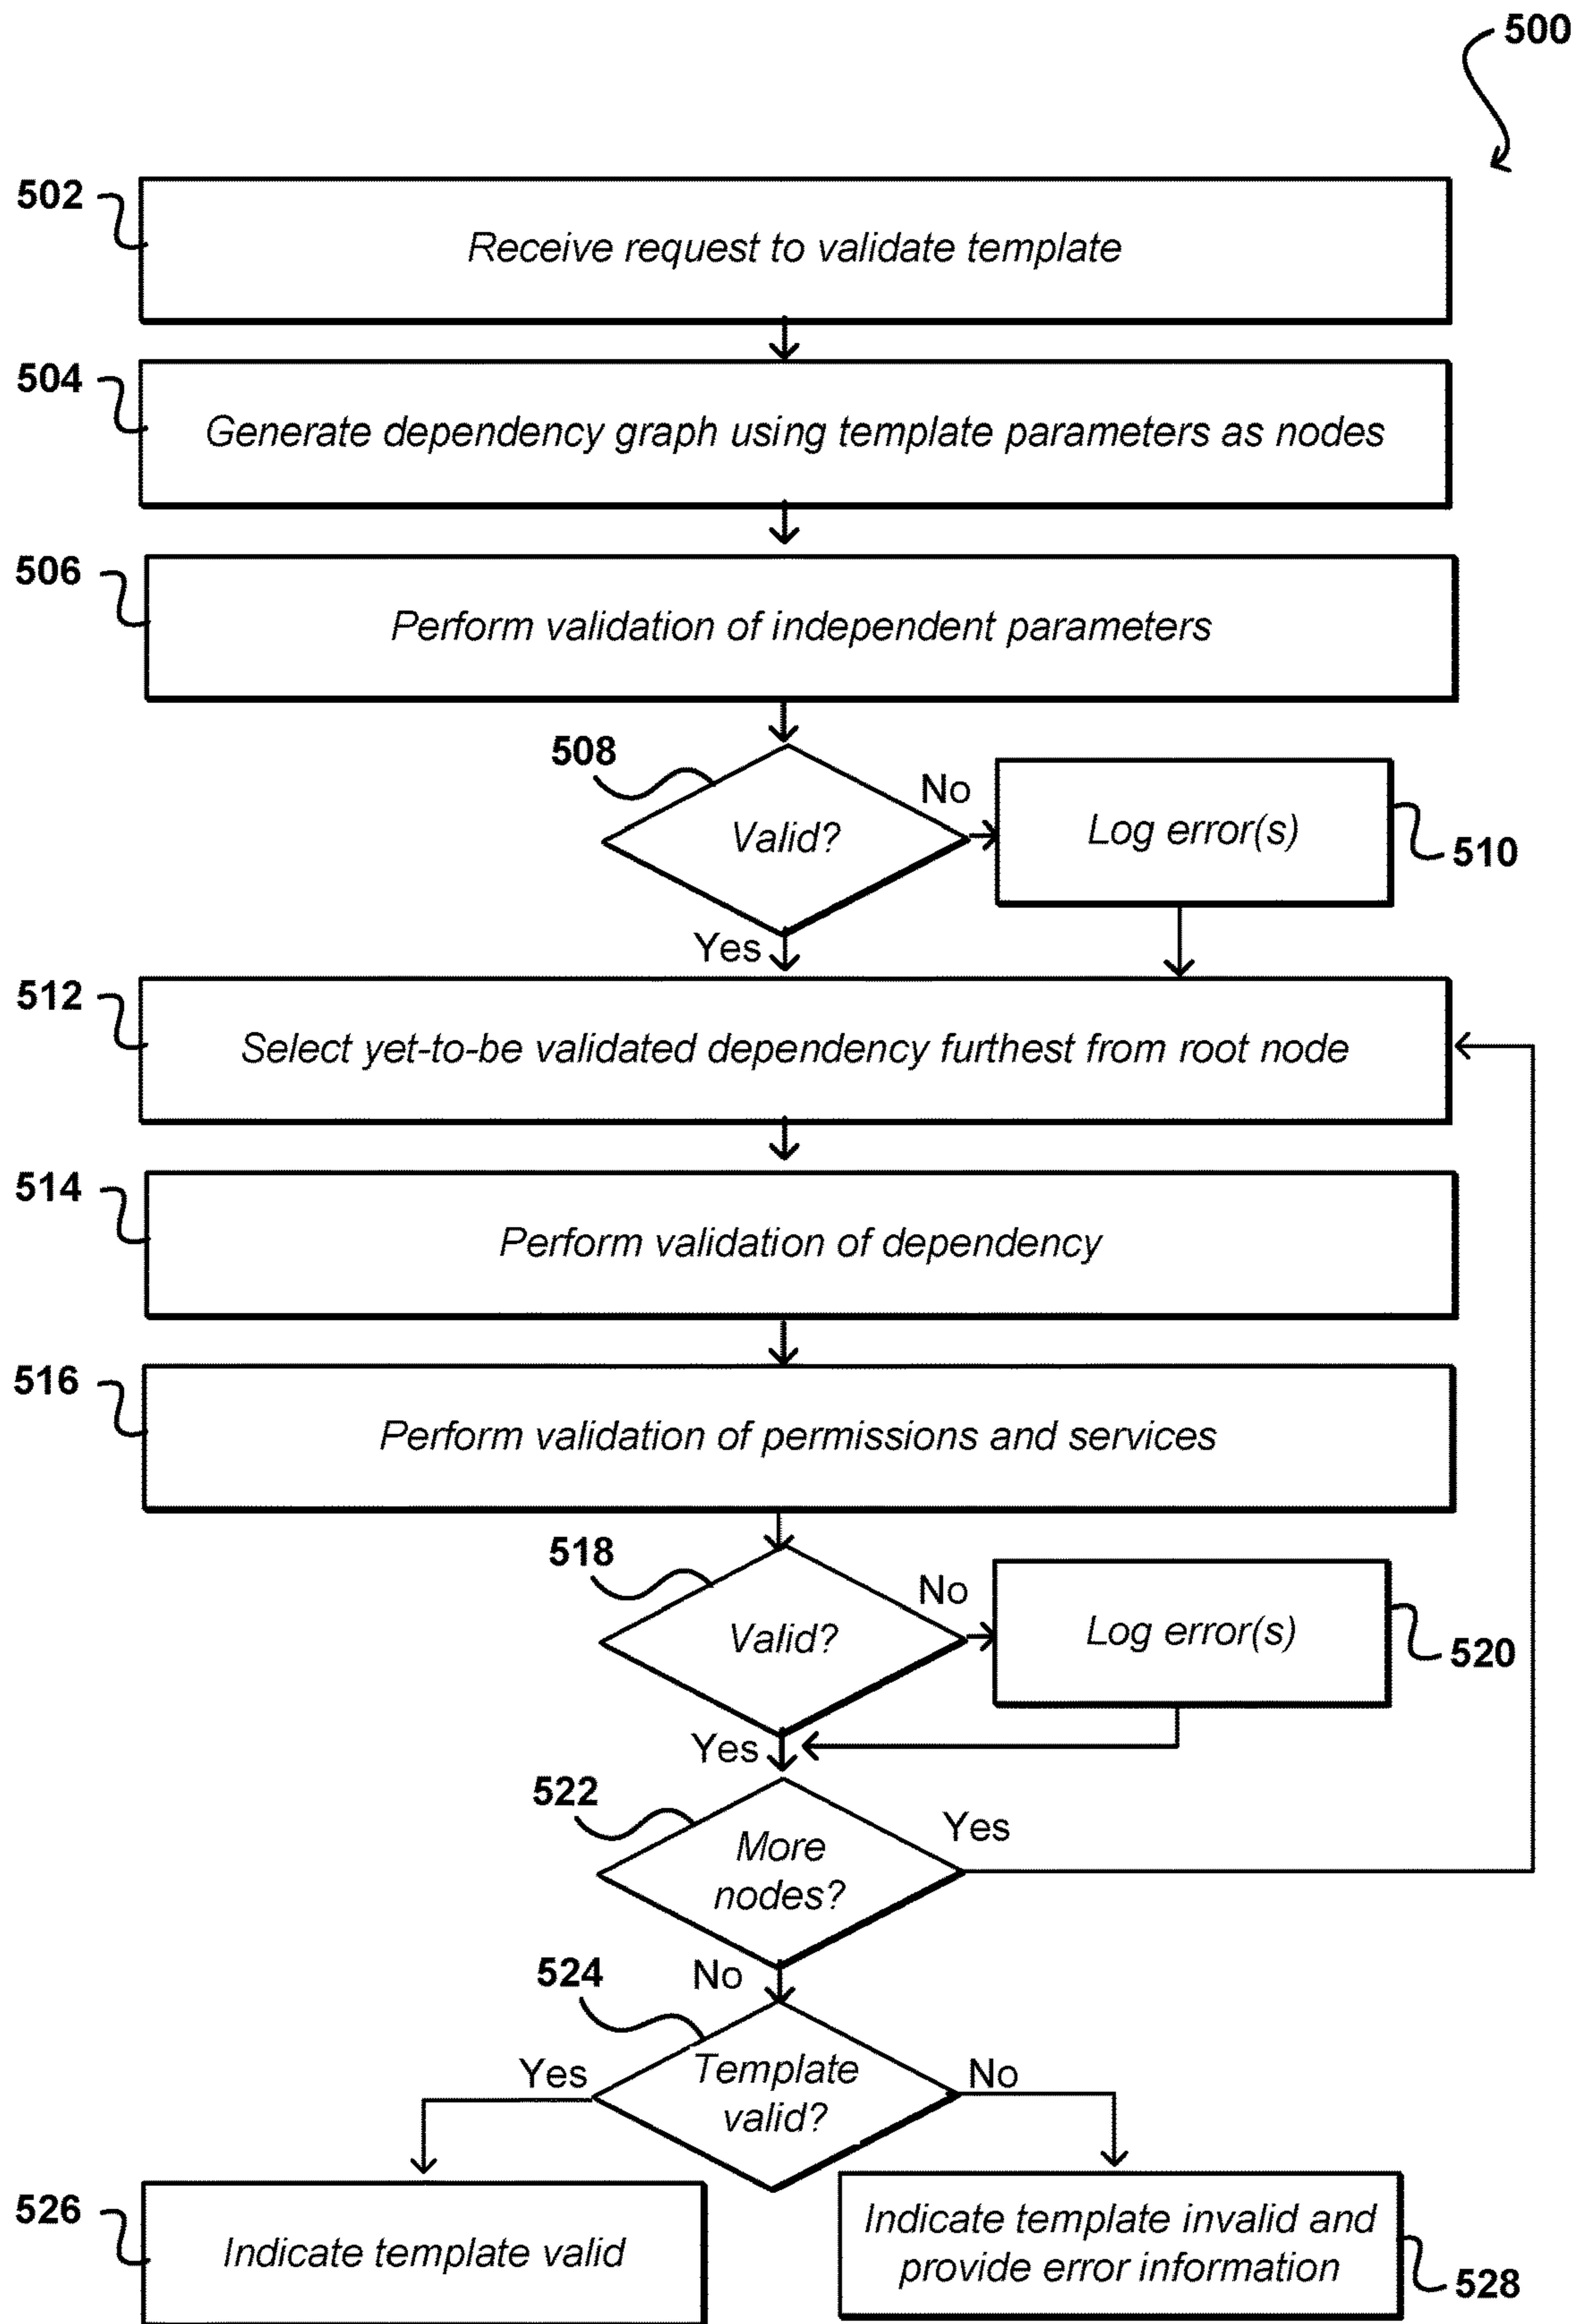 500
502
Receive request to validate template
504
Generate dependency graph using template parameters as nodes
506
Perform validation of independent parameters
508
Valid?
No
Log error(s)
510
Yes
512
Select yet-to-be validated dependency furthest from root node
514
Perform validation of dependency
516
Perform validation of permissions and services
518
Valid?
No
Log error(s)
520
Yes
522
More
nodes?
Yes
No
524
Template
valid?
Yes
No
526
Indicate template valid
Indicate template invalid and
provide error information
528